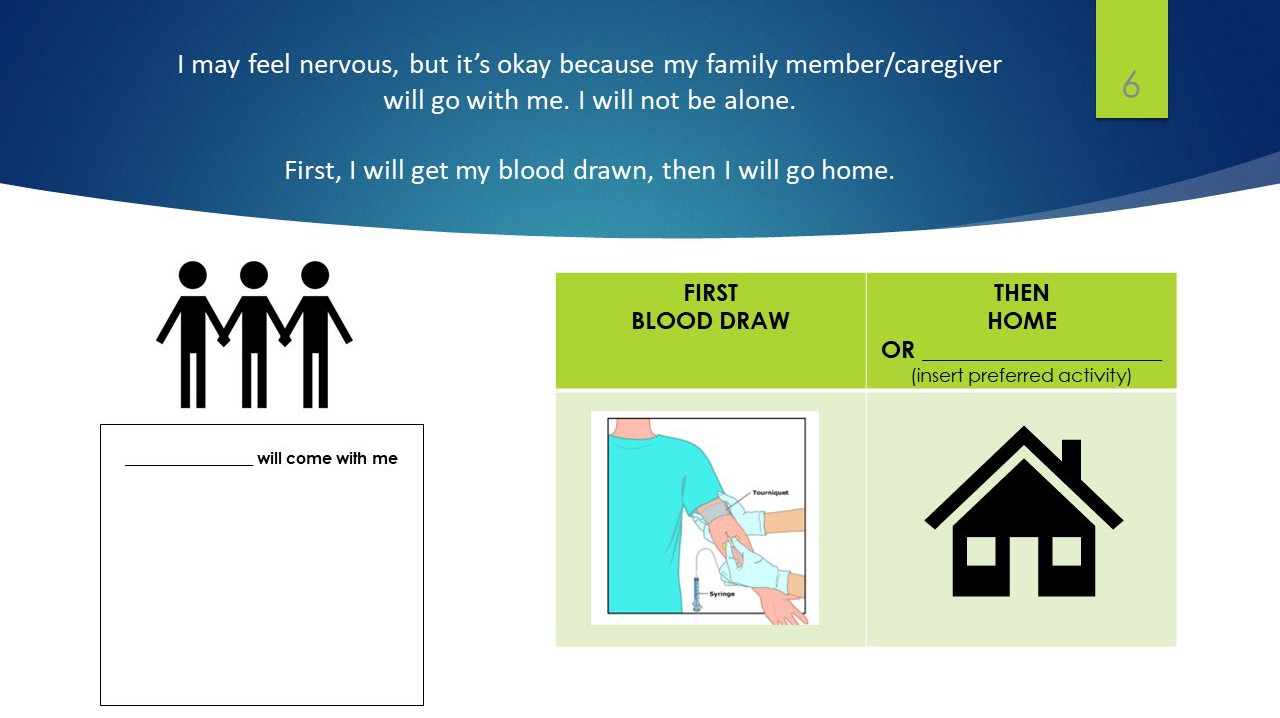 I may feel nervous, but it’s okay because my family member/caregiver
will go with me. I will not be alone.
First, I will get my blood drawn, then I will go home.
6
_______________ will come with me
FIRST
BLOOD DRAW
THEN
HOME
OR ____________________
(insert preferred activity)
Tourniquet
Syringe